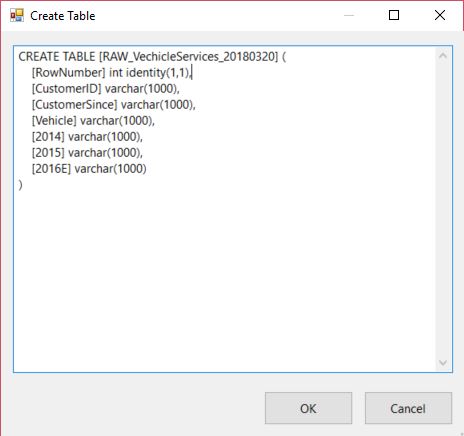 Create Table
CREATE TABLE [RAW_VechicleServices_20180320] (
[RowNumber] int identity(1,1),
[CustomerID] varchar(1000),
[CustomerSince] varchar(1000),
[Vehicle] varchar(1000),
[2014] varchar(1000),
[2015] varchar(1000),
[2016E] varchar(1000)
)
OK Cancel